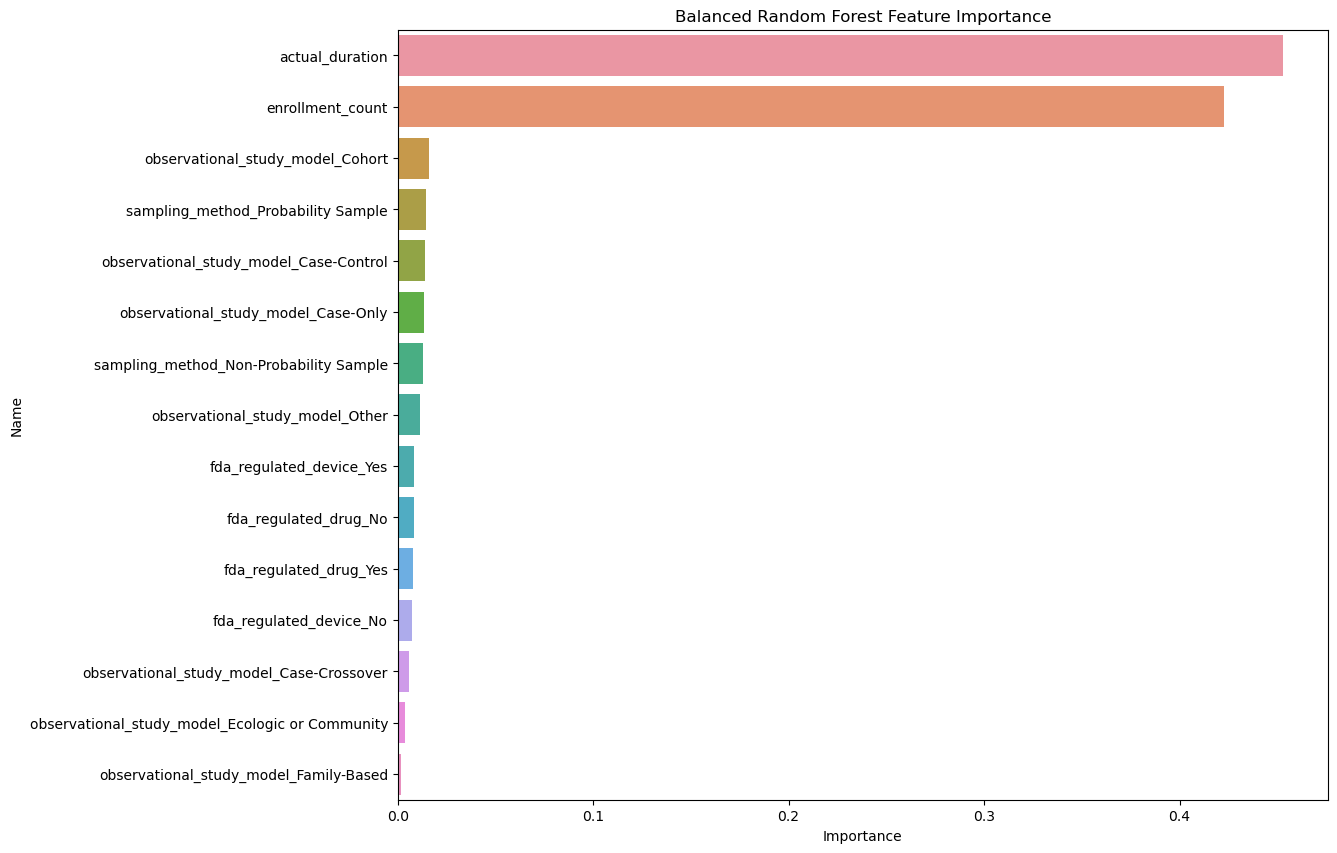 Balanced Random Forest Feature Importance
actual_duration
enrollment_count
observational_study_model_Cohort
sampling_method_Probability Sample
observational_study_model_Case-Control
observational_study_model_Case-Only
sampling_method_Non-Probability Sample
observational_study_model_Other
fda_regulated_device_Yes
fda_regulated_drug_No
fda_regulated_drug_Yes
fda_regulated_device_No
observational_study_model_Case-Crossover
observational_study_model_Ecologic or Community
observational_study_model_Family-Based
Name
0.0 0.1 0.2 0.3 0.4
Importance